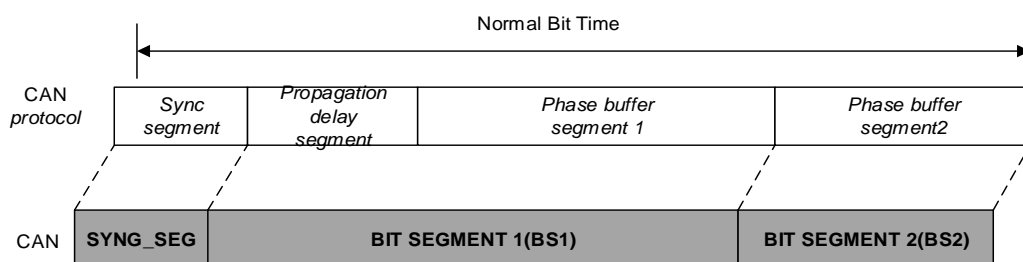 Normal Bit Time
CAN
protocol
Sync
segment
Propagation
delay
segment
Phase buffer
segment 1
Phase buffer
segment2
CAN
SYNG_SEG
BIT SEGMENT 1(BS1)
BIT SEGMENT 2(BS2)